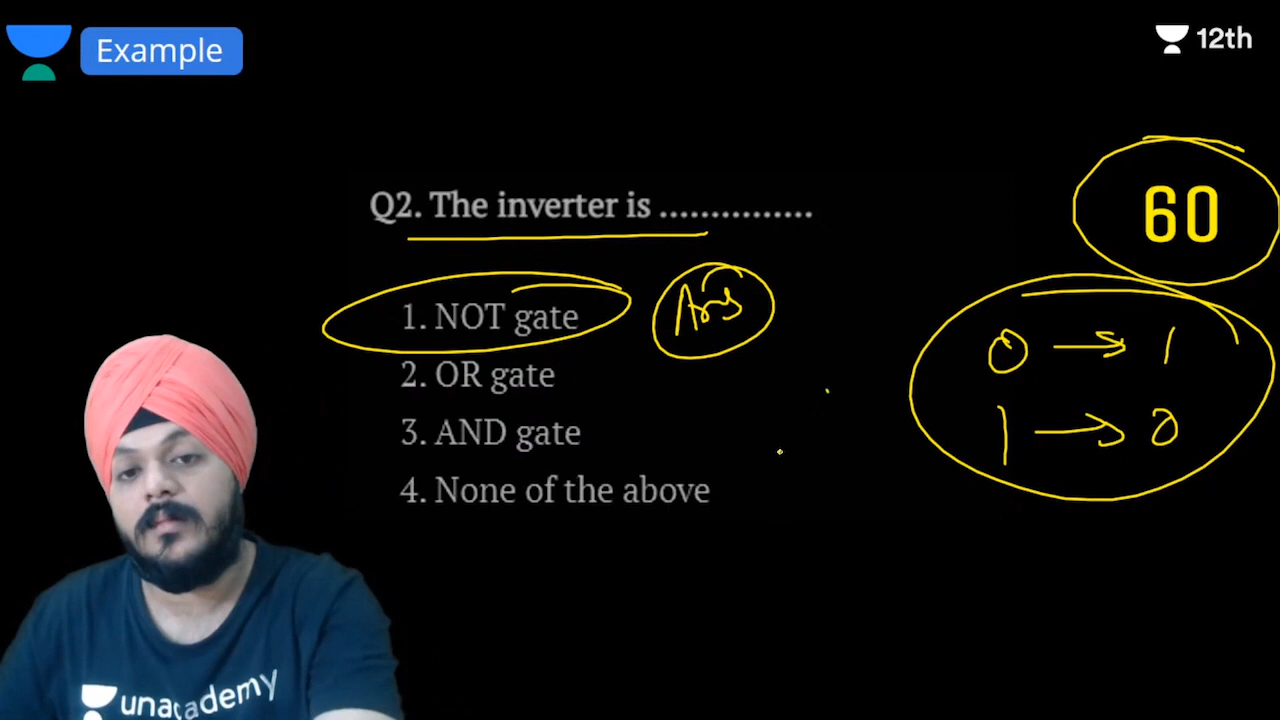 Example
12th
Q2. The inverter is ...............
60
1. NOT gate
Ans
2. OR gate
3. AND gate
4. None of the above
0 → 1
1 → 0
unacademy